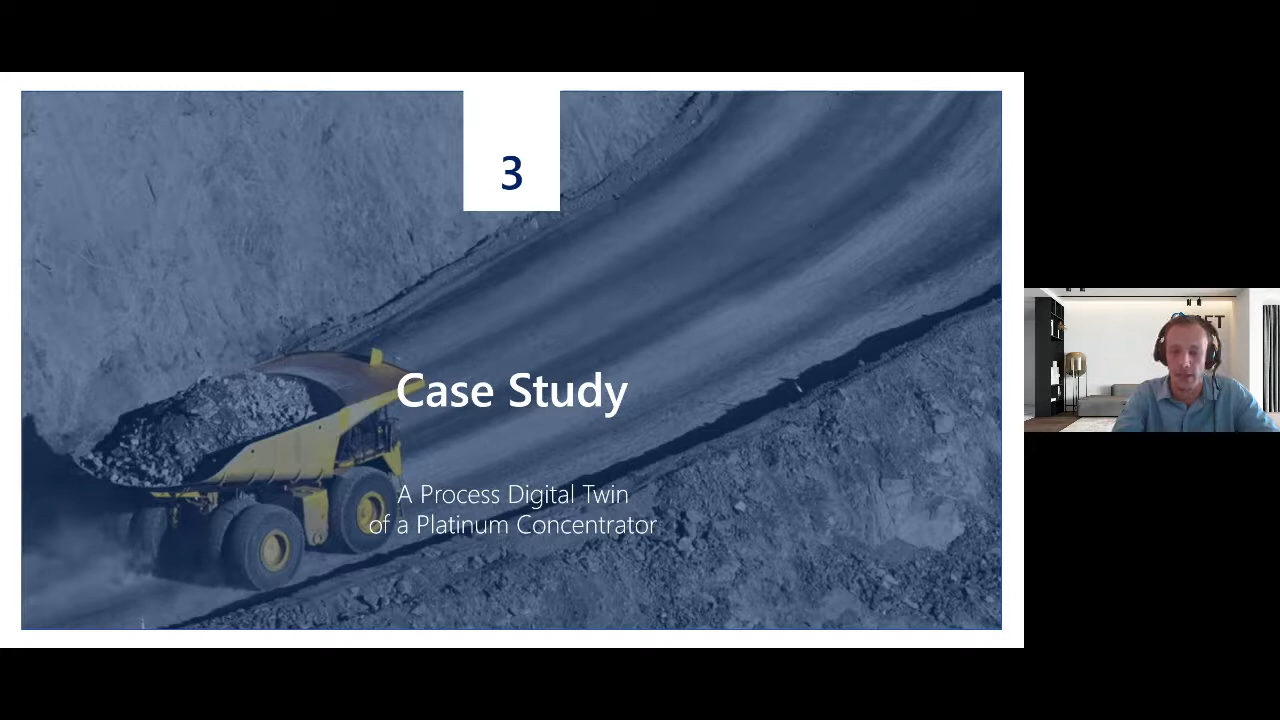 3
Case Study
A Process Digital Twin
of a Platinum Concentrator